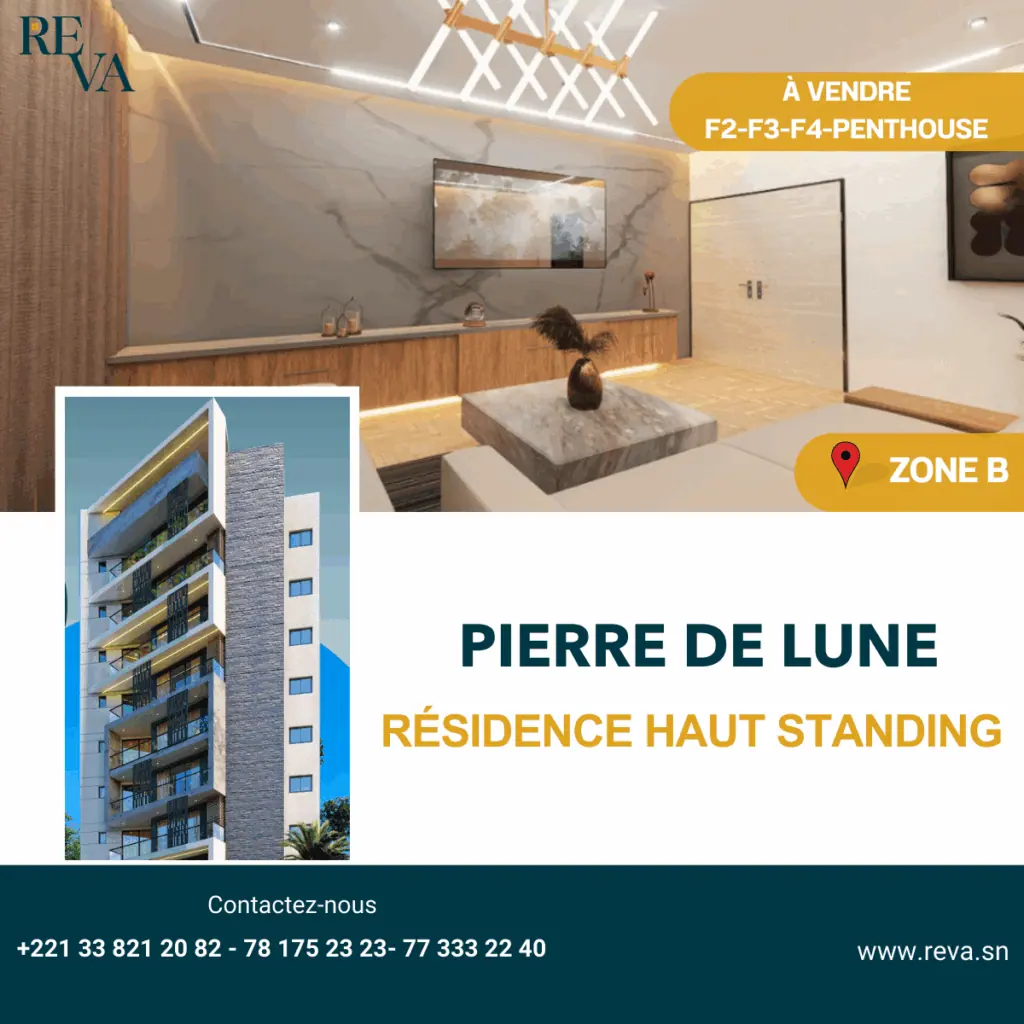 RE
VA
À VENDRE
F2-F3-F4-PENTHOUSE
ZONE B
PIERRE DE LUNE
RÉSIDENCE HAUT STANDING
Contactez-nous
+221 33 821 20 82 - 78 175 23 23- 77 333 22 40
www.reva.sn